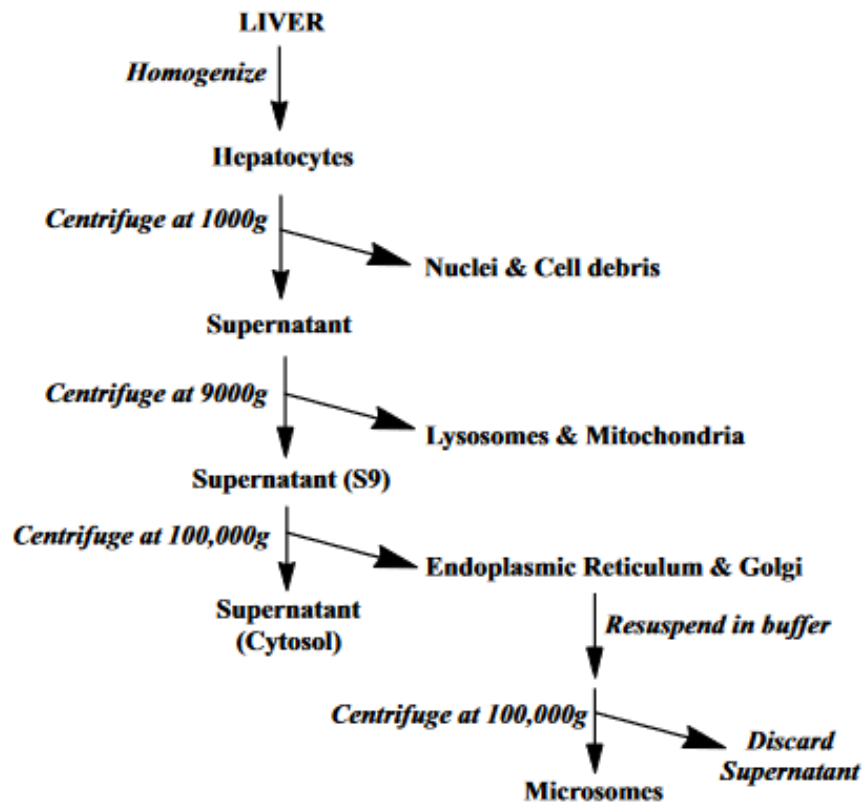 LIVER
Homogenize
Hepatocytes
Centrifuge at 1000g
Nuclei & Cell debris
Supernatant
Centrifuge at 9000g
Lysosomes & Mitochondria
Supernatant (S9)
Centrifuge at 100,000g
Endoplasmic Reticulum & Golgi
Supernatant
(Cytosol)
Resuspend in buffer
Centrifuge at 100,000g
Discard
Supernatant
Microsomes